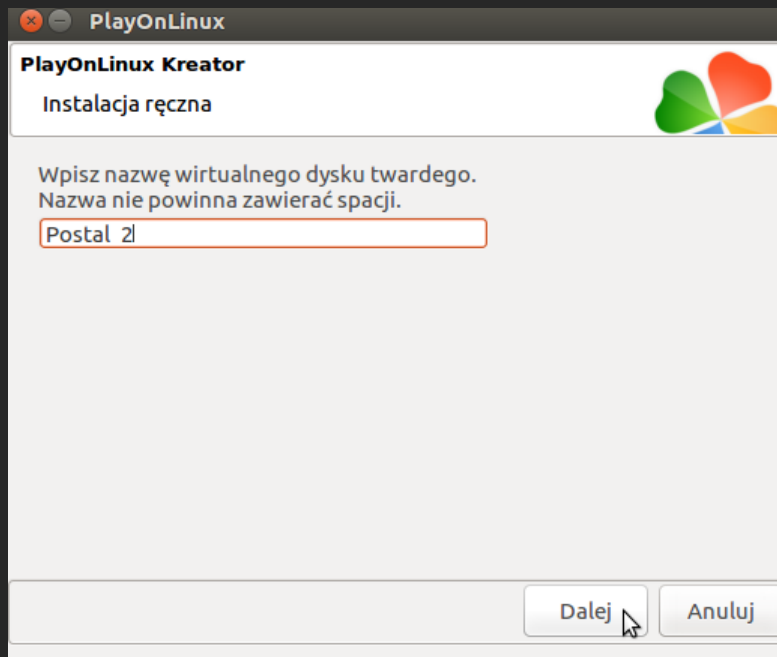 PlayOnLinux
PlayOnLinux Kreator
Instalacja ręczna
Wpisz nazwę wirtualnego dysku twardego.
Nazwa nie powinna zawierać spacji.
Postal  2
Dalej
Anuluj